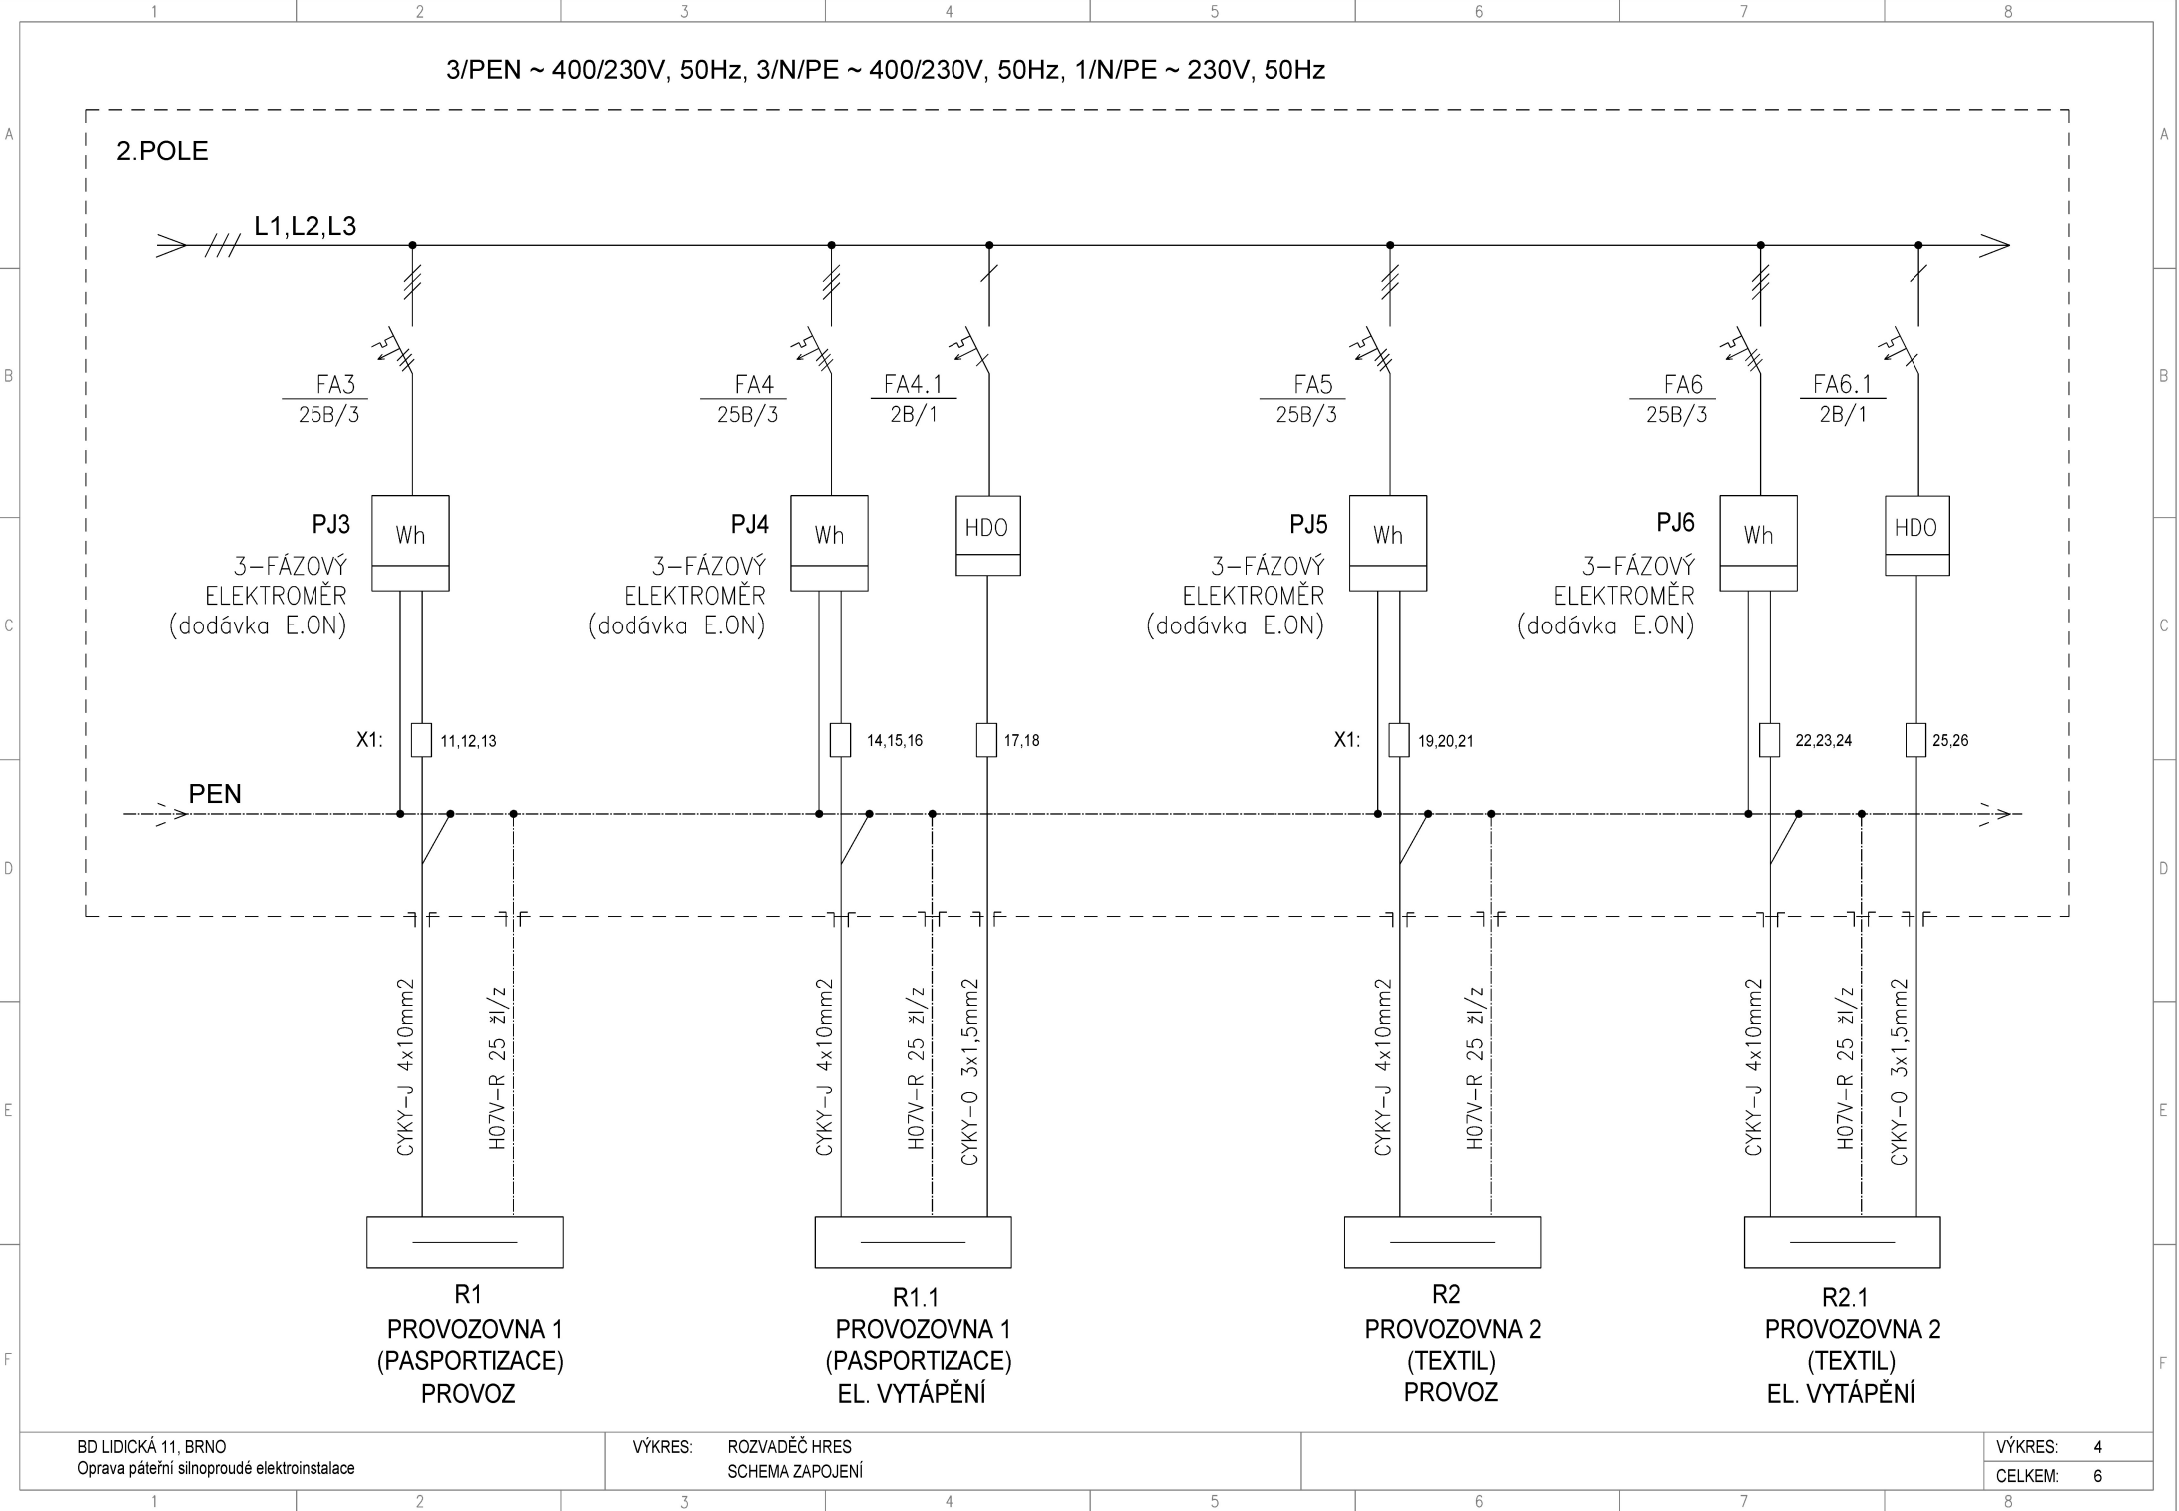 1 2 3 4 5 6 7 8
3/PEN ~ 400/230V, 50Hz, 3/N/PE ~ 400/230V, 50Hz, 1/N/PE ~ 230V, 50Hz
A A
2.POLE
L1,L2,L3
B B
FA3
25B/3
FA4
25B/3
FA4.1
2B/1
FA5
25B/3
FA6
25B/3
FA6.1
2B/1
PJ3
Wh
3-FÁZOVÝ
ELEKTROMĚR
(dodávka E.ON)
PJ4
Wh
3-FÁZOVÝ
ELEKTROMĚR
(dodávka E.ON)
HDO
PJ5
Wh
3-FÁZOVÝ
ELEKTROMĚR
(dodávka E.ON)
PJ6
Wh
3-FÁZOVÝ
ELEKTROMĚR
(dodávka E.ON)
HDO
C C
X1: 11,12,13
14,15,16
17,18
X1: 19,20,21
22,23,24
25,26
PEN
D D
CYKY-J 4x10mm2
H07V-R 25 žl/z
CYKY-J 4x10mm2
H07V-R 25 žl/z
CYKY-O 3x1,5mm2
CYKY-J 4x10mm2
H07V-R 25 žl/z
CYKY-J 4x10mm2
H07V-R 25 žl/z
CYKY-O 3x1,5mm2
E E
R1
PROVOZOVNA 1
(PASPORTIZACE)
PROVOZ
R1.1
PROVOZOVNA 1
(PASPORTIZACE)
EL. VYTÁPĚNÍ
R2
PROVOZOVNA 2
(TEXTIL)
PROVOZ
R2.1
PROVOZOVNA 2
(TEXTIL)
EL. VYTÁPĚNÍ
F F
BD LIDICKÁ 11, BRNO
Oprava páteřní silnoproudé elektroinstalace
VÝKRES: ROZVADĚČ HRES
SCHEMA ZAPOJENÍ
VÝKRES: 4
CELKEM: 6
1 2 3 4 5 6 7 8